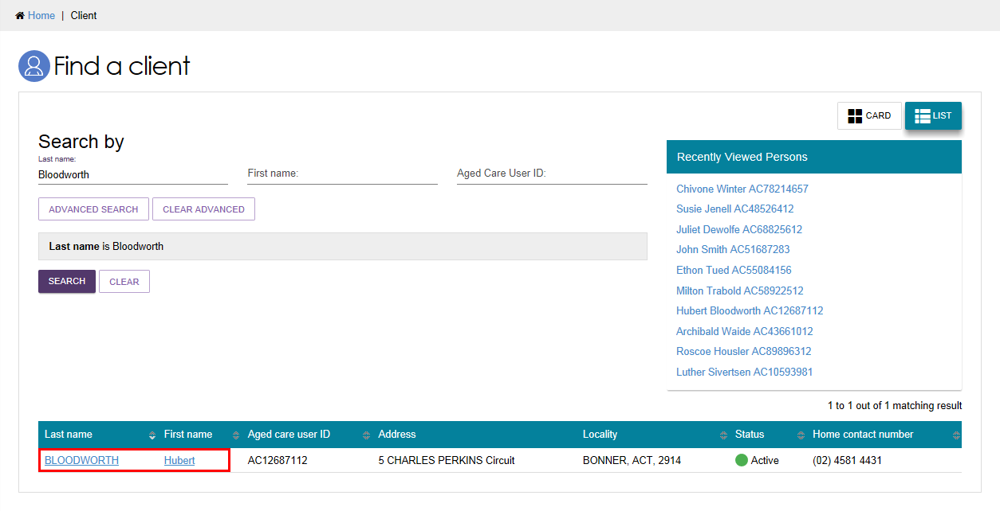 Home | Client
Find a client
CARD
LIST
Search by
Last name:
Bloodworth
First name:
Aged Care User ID:
ADVANCED SEARCH
CLEAR ADVANCED
Last name is Bloodworth
SEARCH
CLEAR
Recently Viewed Persons
Chivone Winter AC78214657
Susie Jenell AC48526412
Juliet Dewolfe AC68825612
John Smith AC51687283
Ethon Tued AC55084156
Milton Trabold AC58922512
Hubert Bloodworth AC12687112
Archibald Waide AC43661012
Roscoe Housler AC89896312
Luther Sivertsen AC10593981
1 to 1 out of 1 matching result
Last name First name Aged care user ID Address Locality Status Home contact number
BLOODWORTH Hubert AC12687112 5 CHARLES PERKINS Circuit BONNER, ACT, 2914 Active (02) 4581 4431